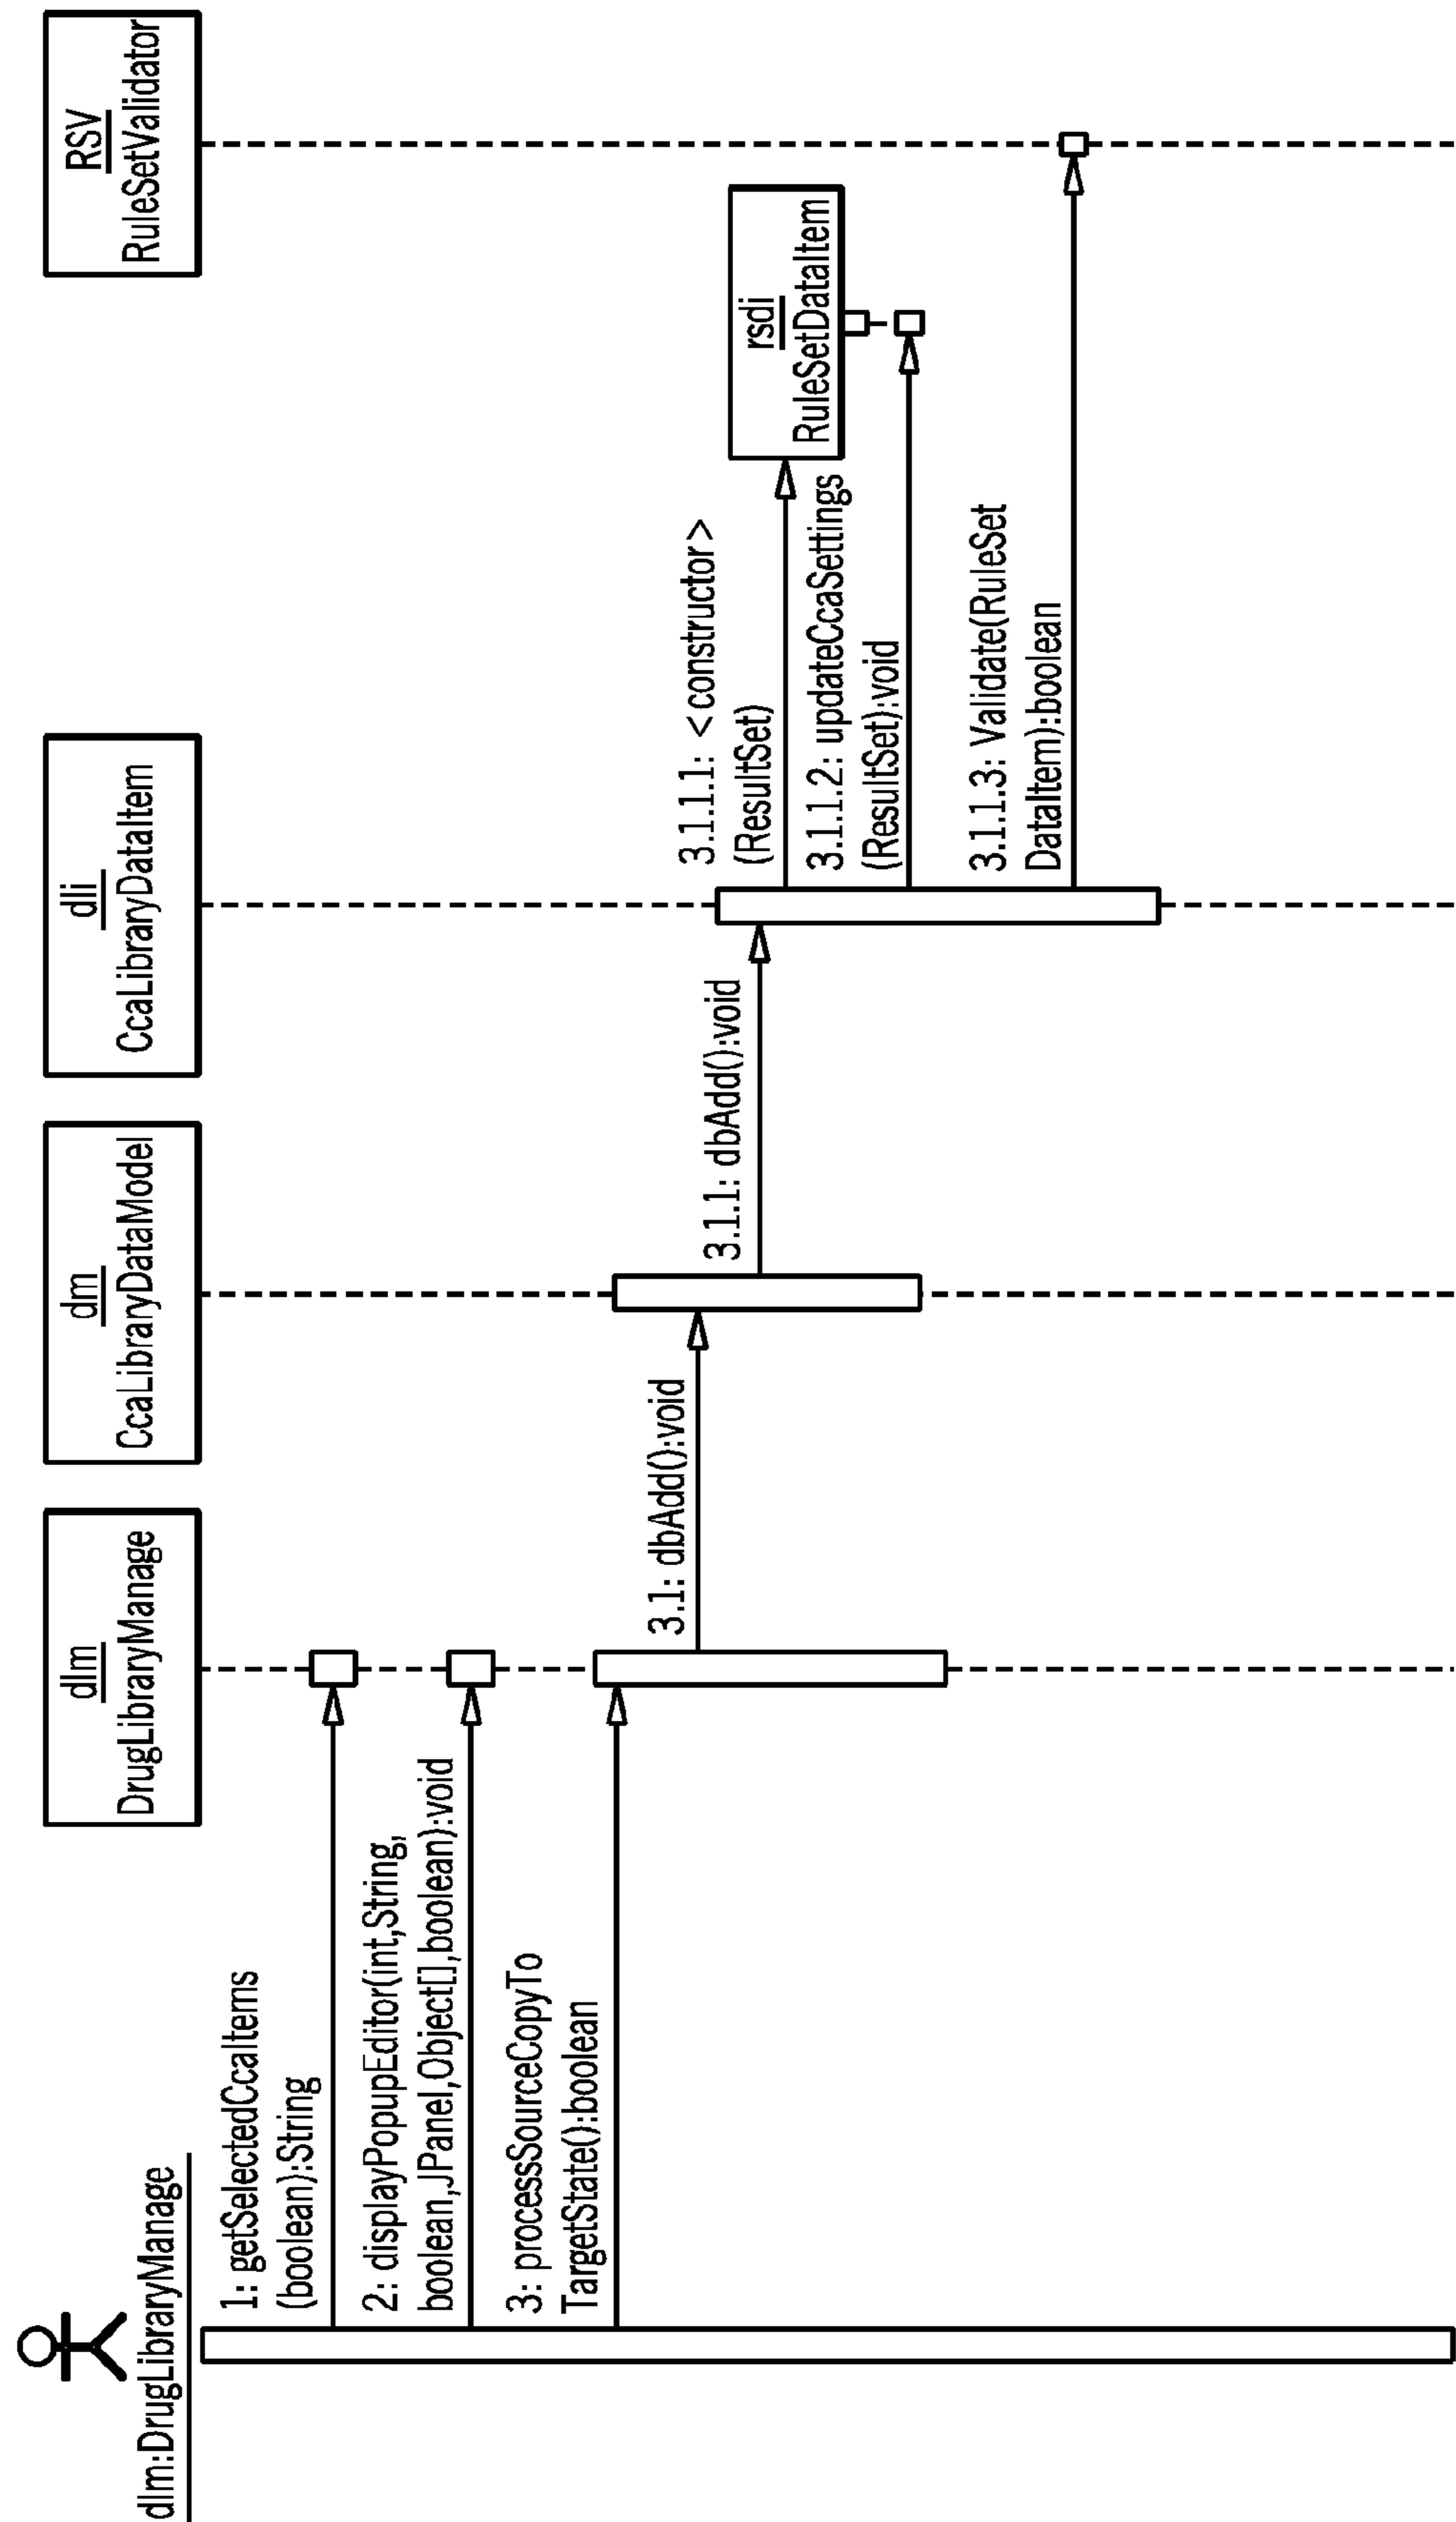 dlm:DrugLibraryManage
dlm
DrugLibraryManage
dm
CcaLibraryDataModel
dli
CcaLibraryDataItem
RSV
RuleSetValidator
1: getSelectedCcaItems
(boolean):String
2: displayPopupEditor(int,String,
boolean,JPanel,Object[],boolean):void
3: processSourceCopyTo
TargetState():boolean
3.1: dbAdd():void
3.1.1: dbAdd():void
3.1.1.1: <constructor>
(ResultSet)
rsdi
RuleSetDataItem
3.1.1.2: updateCcaSettings
(ResultSet):void
3.1.1.3: Validate(RuleSet
DataItem):boolean